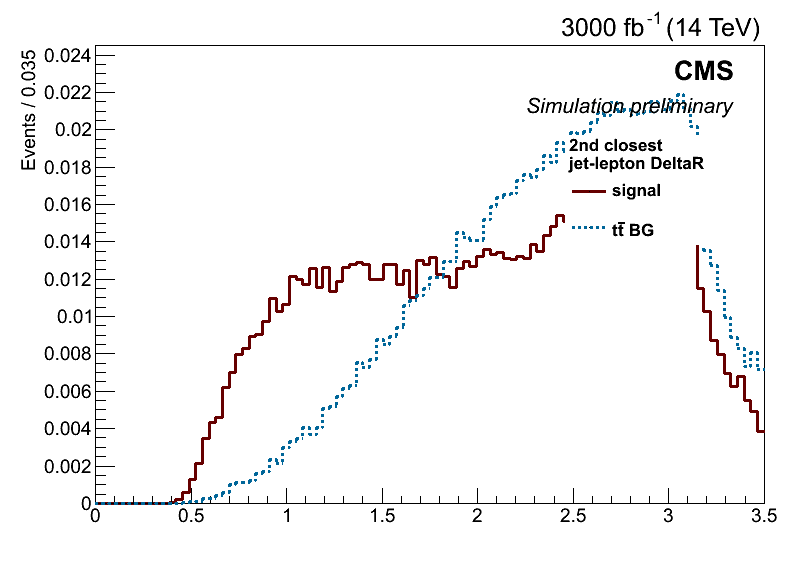 3000 fb⁻¹ (14 TeV)
Events / 0.035
CMS
Simulation preliminary
2nd closest
jet-lepton DeltaR
signal
tt̄ BG
0.024
0.022
0.02
0.018
0.016
0.014
0.012
0.01
0.008
0.006
0.004
0.002
0
0 0.5 1 1.5 2 2.5 3 3.5